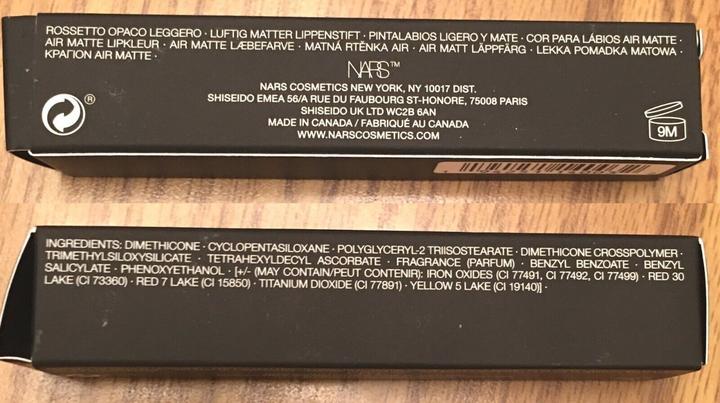 ROSSETTO OPACO LEGGERO · LUFTIG MATTER LIPPENSTIFT · PINTALABIOS LIGERO Y MATE · COR PARA LÁBIOS AIR MATTE ·
AIR MATTE LIPKLEUR · AIR MATTE LÆBEFARVE · MATNÁ RTĚNKA AIR · AIR MATT LÄPPFÄRG · LEKKA POMADKA MATOWA ·
ΚΡΑΓΙΟΝ AIR MATTE ·
NARS™
NARS COSMETICS NEW YORK, NY 10017 DIST.
SHISEIDO EMEA 56/A RUE DU FAUBOURG ST-HONORE, 75008 PARIS
SHISEIDO UK LTD WC2B 6AN
MADE IN CANADA / FABRIQUÉ AU CANADA
WWW.NARSCOSMETICS.COM
®
9M
INGREDIENTS: DIMETHICONE · CYCLOPENTASILOXANE · POLYGLYCERYL-2 TRIISOSTEARATE · DIMETHICONE CROSSPOLYMER ·
TRIMETHYLSILOXYSILICATE · TETRAHEXYLDECYL ASCORBATE · FRAGRANCE (PARFUM) · BENZYL BENZOATE · BENZYL
SALICYLATE · PHENOXYETHANOL · [+/- (MAY CONTAIN/PEUT CONTENIR): IRON OXIDES (CI 77491, CI 77492, CI 77499) · RED 30
LAKE (CI 73360) · RED 7 LAKE (CI 15850) · TITANIUM DIOXIDE (CI 77891) · YELLOW 5 LAKE (CI 19140)] ·